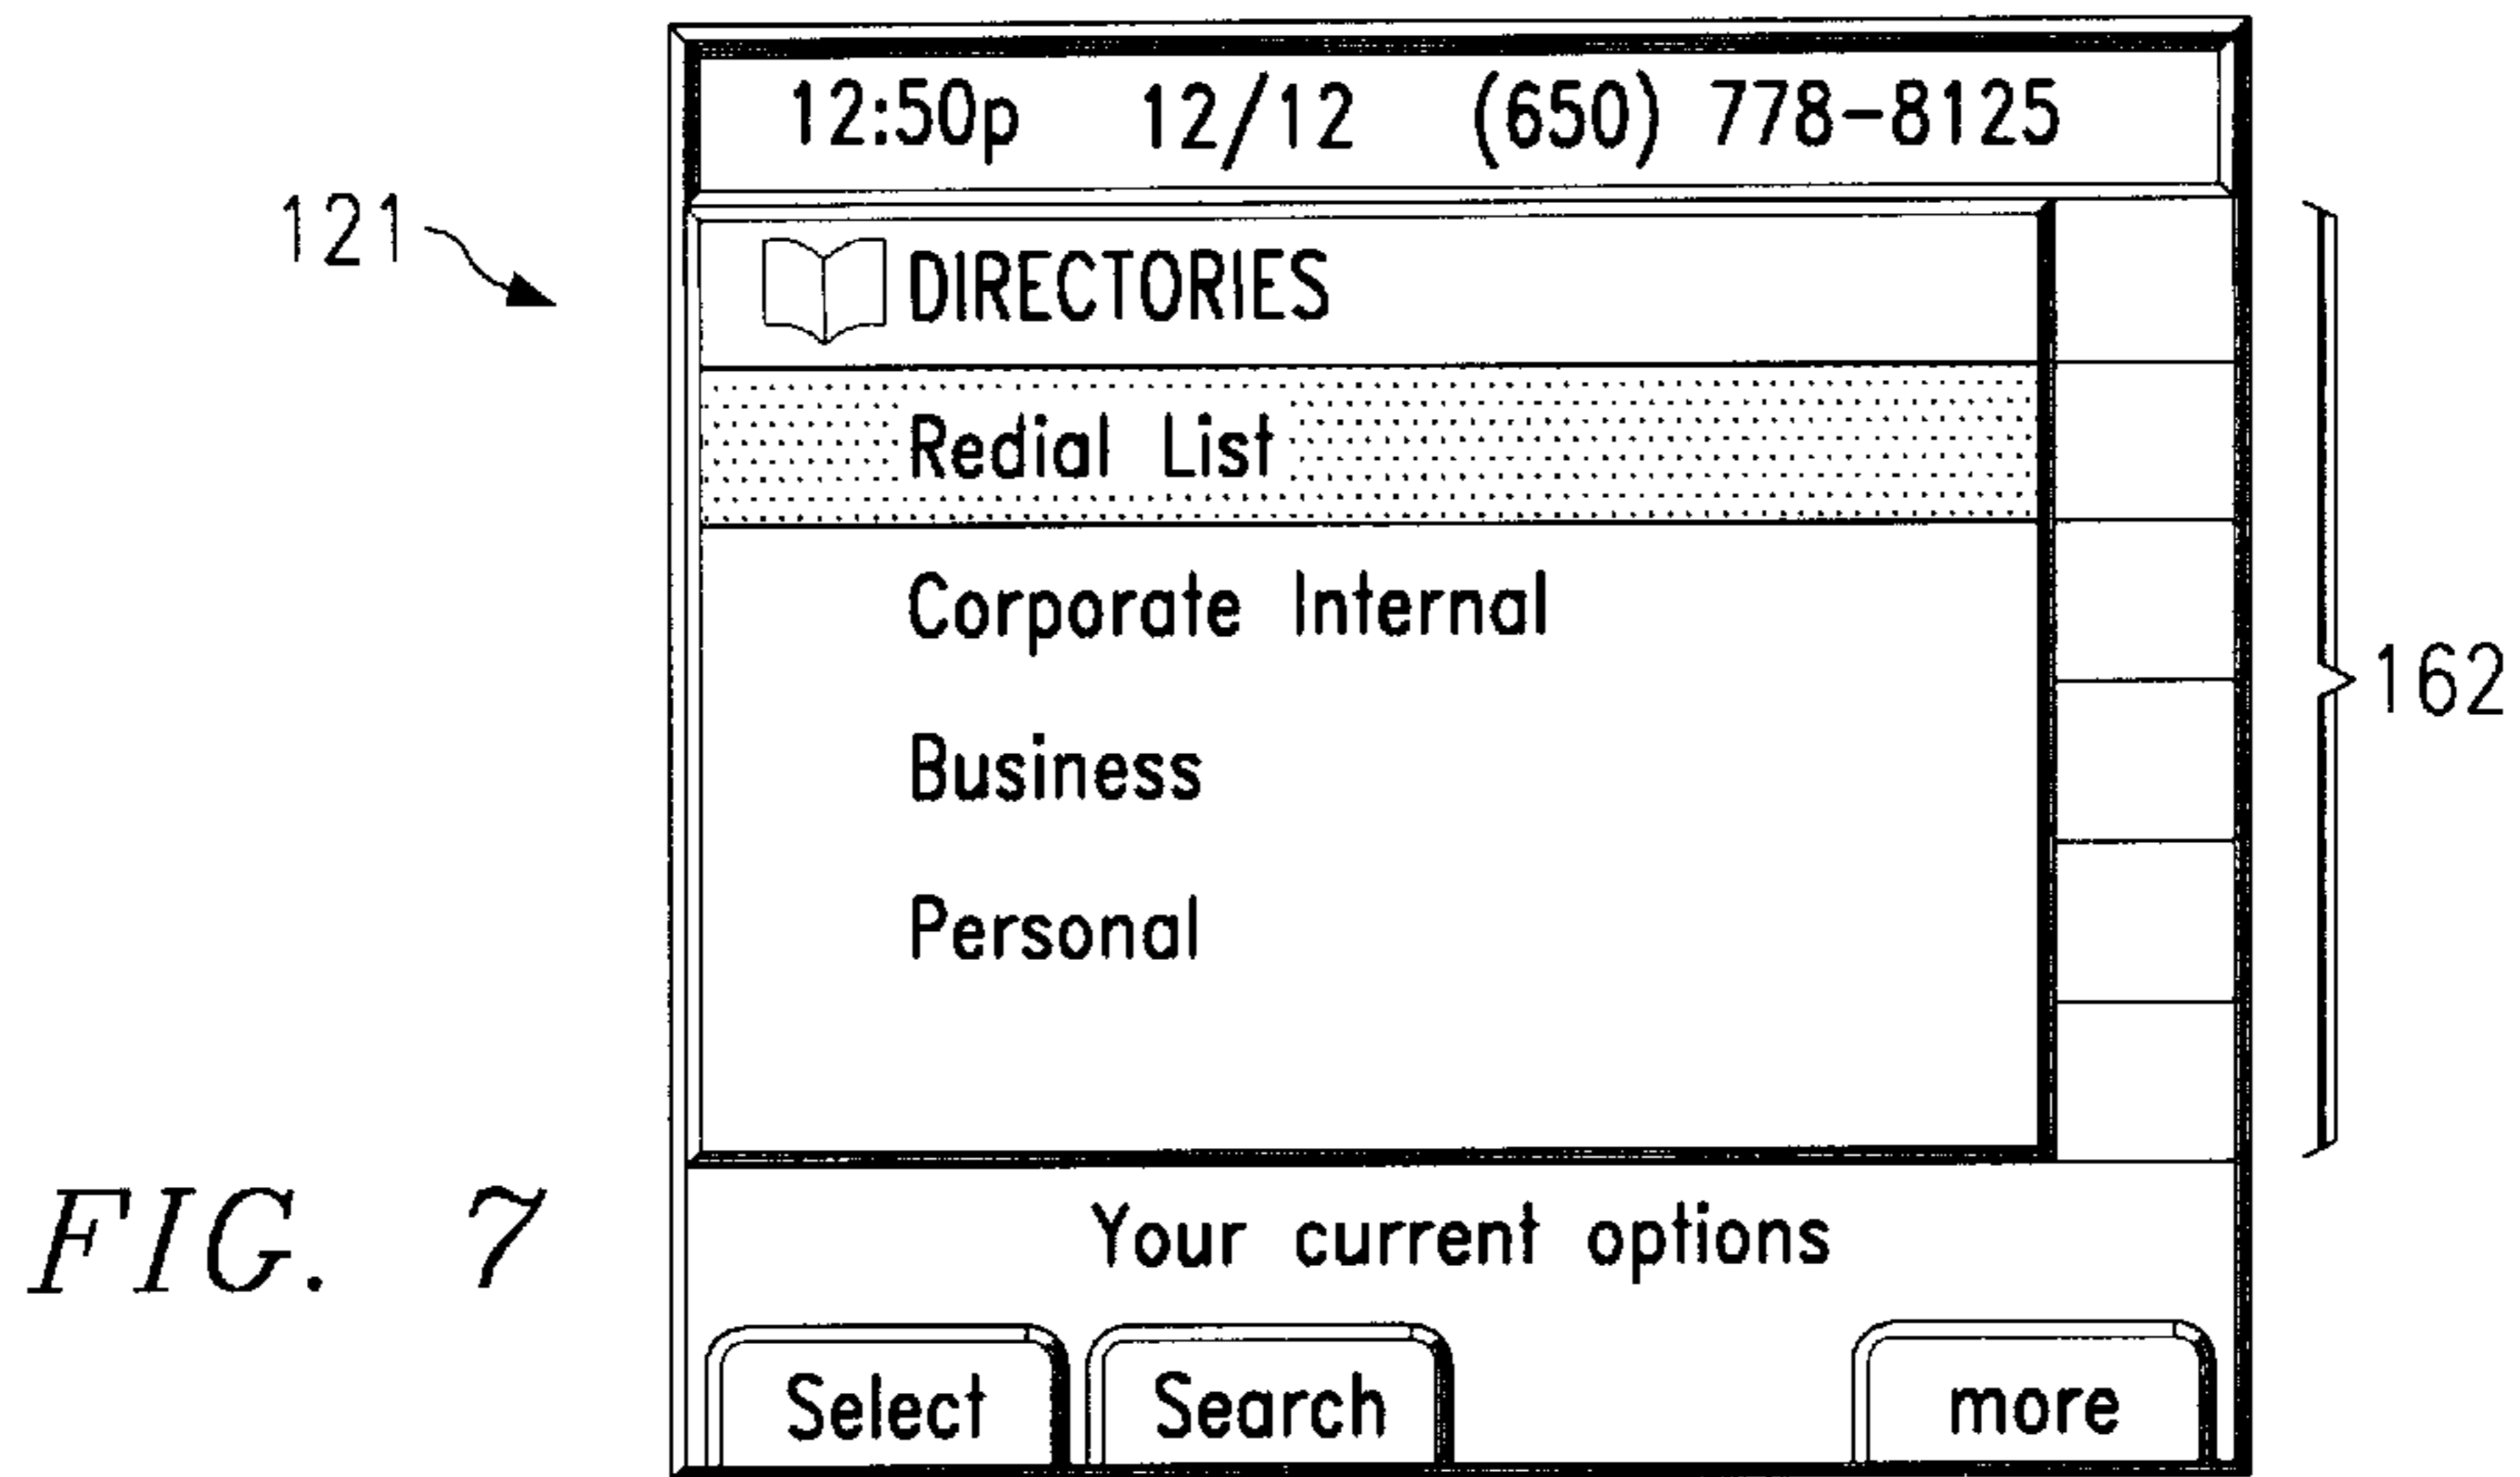 12:50p 12/12 (650) 778-8125
121
DIRECTORIES
Redial List
Corporate Internal
162
Business
Personal
FIG. 7
Your current options
Select Search more